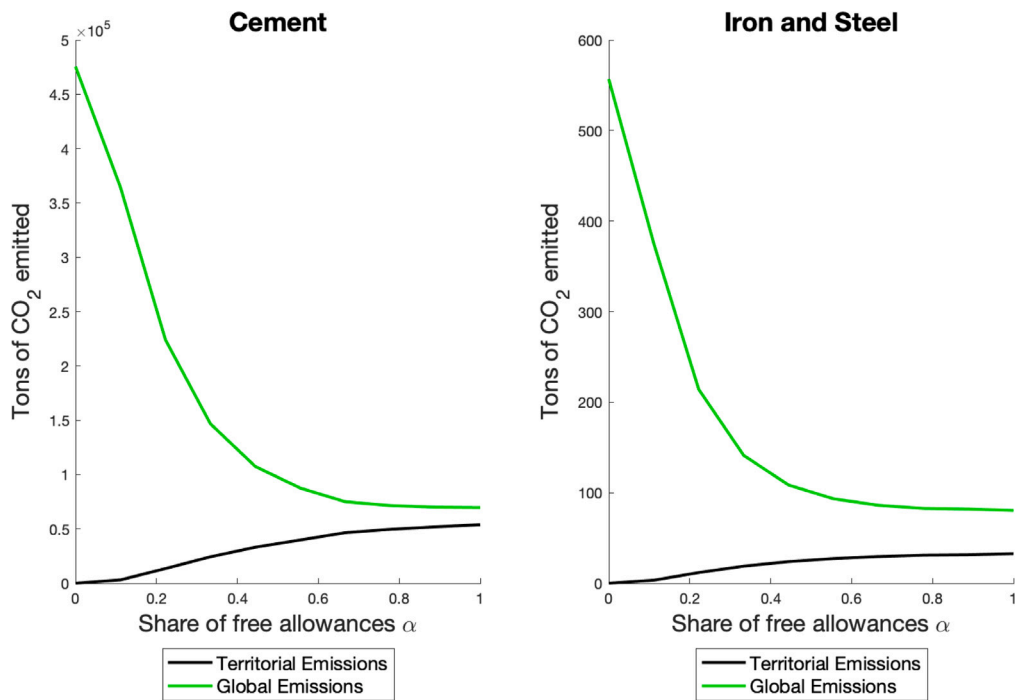 Cement
×10⁵
5
4.5
4
3.5
3
2.5
2
1.5
1
0.5
0
Tons of CO₂ emitted
0 0.2 0.4 0.6 0.8 1
Share of free allowances α
Territorial Emissions
Global Emissions
Iron and Steel
600
500
400
300
200
100
0
Tons of CO₂ emitted
0 0.2 0.4 0.6 0.8 1
Share of free allowances α
Territorial Emissions
Global Emissions